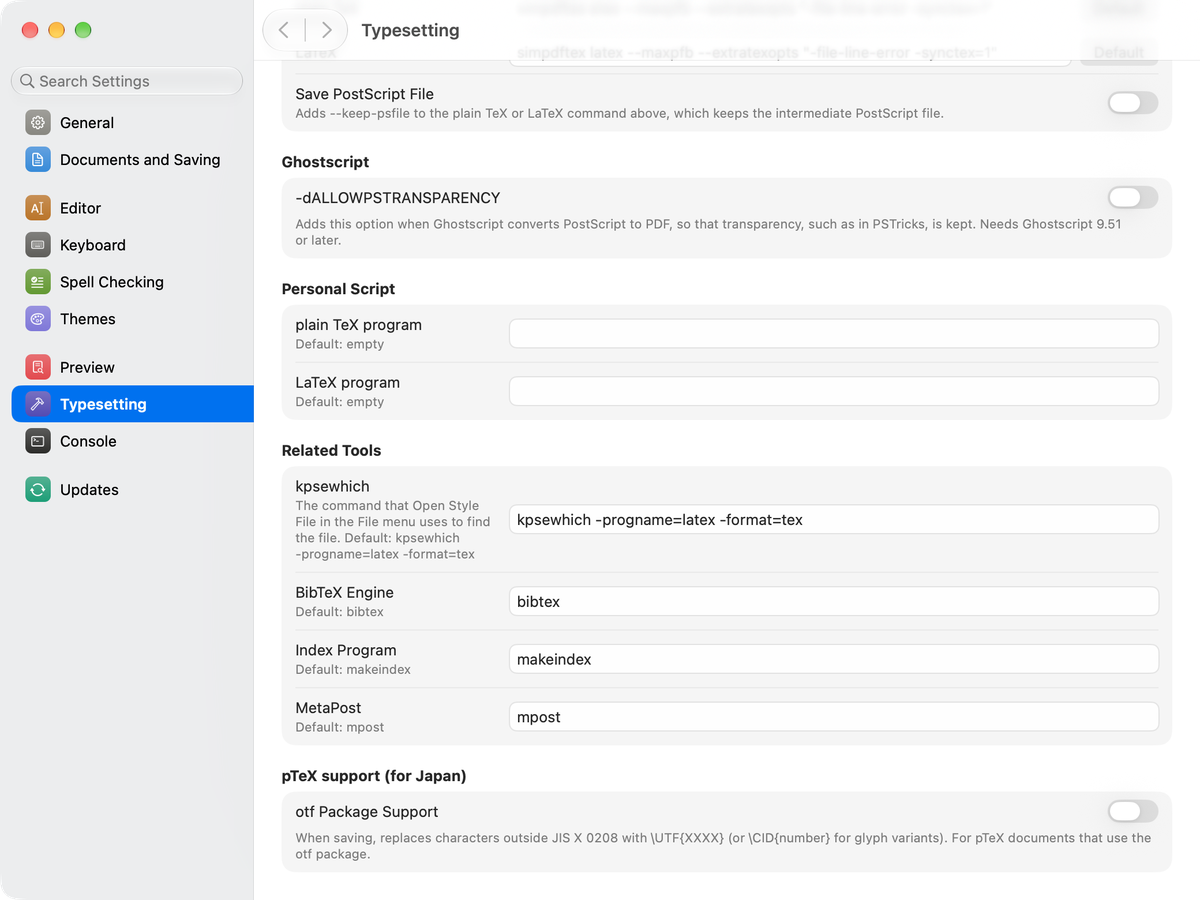 Typesetting
Search Settings
General
Documents and Saving
Editor
Keyboard
Spell Checking
Themes
Preview
Typesetting
Console
Updates
LaTeX
simpdftex latex --maxpfb --extratexopts "-file-line-error -synctex=1"
Default
Save PostScript File
Adds --keep-psfile to the plain TeX or LaTeX command above, which keeps the intermediate PostScript file.
Ghostscript
-dALLOWPSTRANSPARENCY
Adds this option when Ghostscript converts PostScript to PDF, so that transparency, such as in PSTricks, is kept. Needs Ghostscript 9.51
or later.
Personal Script
plain TeX program
Default: empty
LaTeX program
Default: empty
Related Tools
kpsewhich
The command that Open Style
File in the File menu uses to find
the file. Default: kpsewhich
-progname=latex -format=tex
kpsewhich -progname=latex -format=tex
BibTeX Engine
Default: bibtex
bibtex
Index Program
Default: makeindex
makeindex
MetaPost
Default: mpost
mpost
pTeX support (for Japan)
otf Package Support
When saving, replaces characters outside JIS X 0208 with \UTF{XXXX} (or \CID{number} for glyph variants). For pTeX documents that use the
otf package.